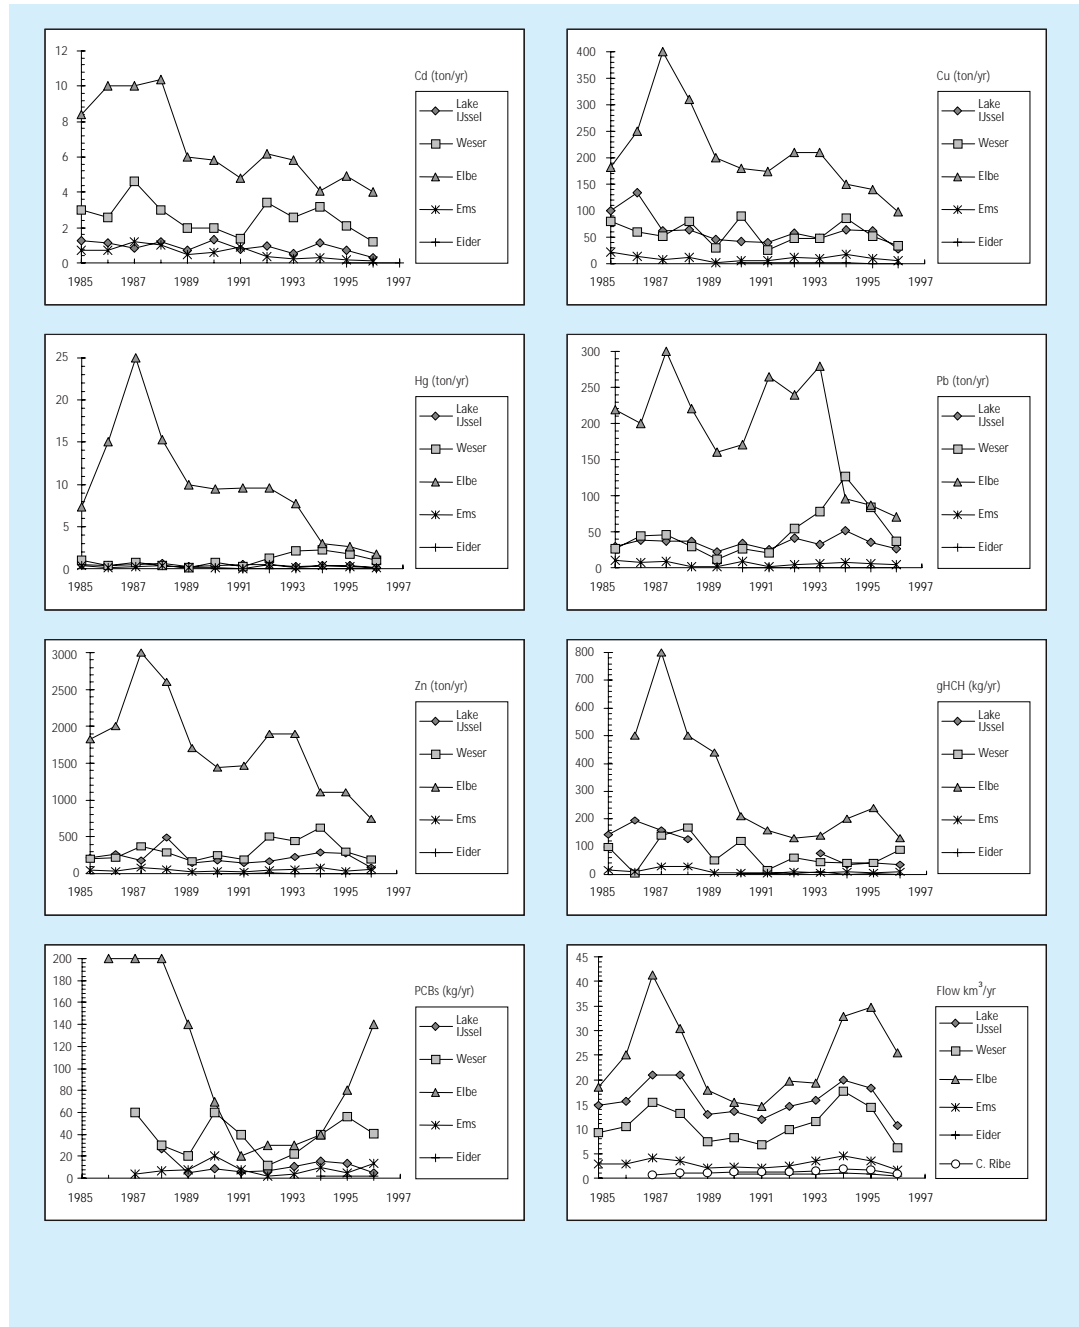 Cd (ton/yr)
12
10
8
6
4
2
0
1985 1987 1989 1991 1993 1995 1997
Lake
IJssel
Weser
Elbe
Ems
Eider
Cu (ton/yr)
400
350
300
250
200
150
100
50
0
1985 1987 1989 1991 1993 1995 1997
Lake
IJssel
Weser
Elbe
Ems
Eider
Hg (ton/yr)
25
20
15
10
5
0
1985 1987 1989 1991 1993 1995 1997
Lake
IJssel
Weser
Elbe
Ems
Eider
Pb (ton/yr)
300
250
200
150
100
50
0
1985 1987 1989 1991 1993 1995 1997
Lake
IJssel
Weser
Elbe
Ems
Eider
Zn (ton/yr)
3000
2500
2000
1500
1000
500
0
1985 1987 1989 1991 1993 1995 1997
Lake
IJssel
Weser
Elbe
Ems
Eider
gHCH (kg/yr)
800
700
600
500
400
300
200
100
0
1985 1987 1989 1991 1993 1995 1997
Lake
IJssel
Weser
Elbe
Ems
Eider
PCBs (kg/yr)
200
180
160
140
120
100
80
60
40
20
0
1985 1987 1989 1991 1993 1995 1997
Lake
IJssel
Weser
Elbe
Ems
Eider
Flow km³/yr
45
40
35
30
25
20
15
10
5
0
1985 1987 1989 1991 1993 1995 1997
Lake
IJssel
Weser
Elbe
Ems
Eider
C. Ribe